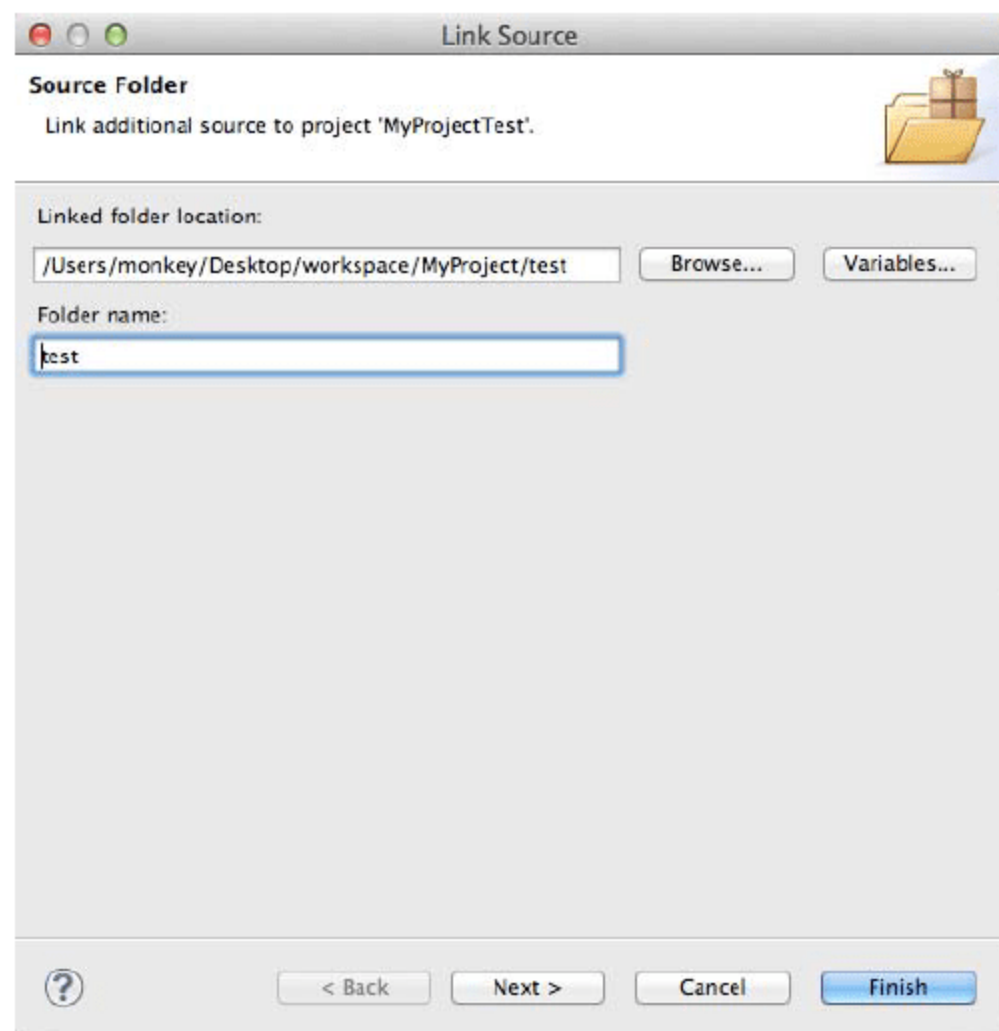 Link Source
Source Folder
Link additional source to project 'MyProjectTest'.
Linked folder location:
/Users/monkey/Desktop/workspace/MyProject/test
Browse...
Variables...
Folder name:
test
?
< Back
Next >
Cancel
Finish